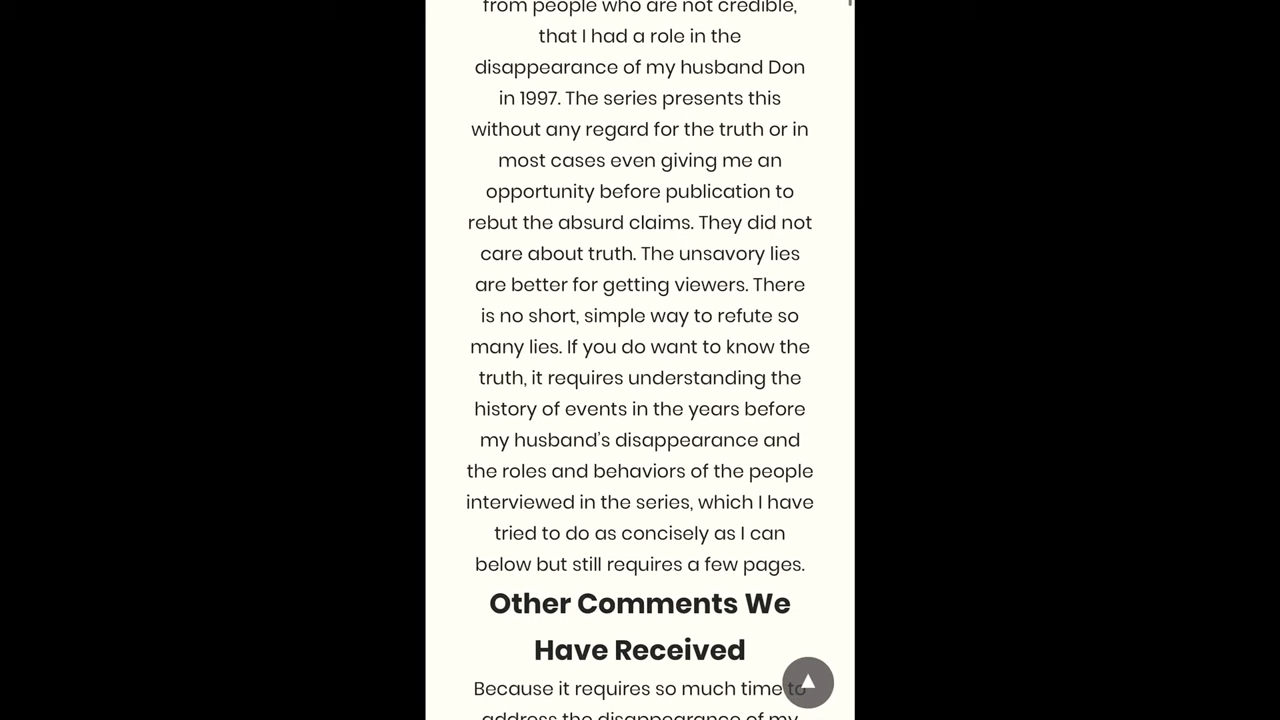 from people who are not credible,
that I had a role in the
disappearance of my husband Don
in 1997. The series presents this
without any regard for the truth or in
most cases even giving me an
opportunity before publication to
rebut the absurd claims. They did not
care about truth. The unsavory lies
are better for getting viewers. There
is no short, simple way to refute so
many lies. If you do want to know the
truth, it requires understanding the
history of events in the years before
my husband’s disappearance and
the roles and behaviors of the people
interviewed in the series, which I have
tried to do as concisely as I can
below but still requires a few pages.
Other Comments We
Have Received
Because it requires so much time to
address the disappearance of my